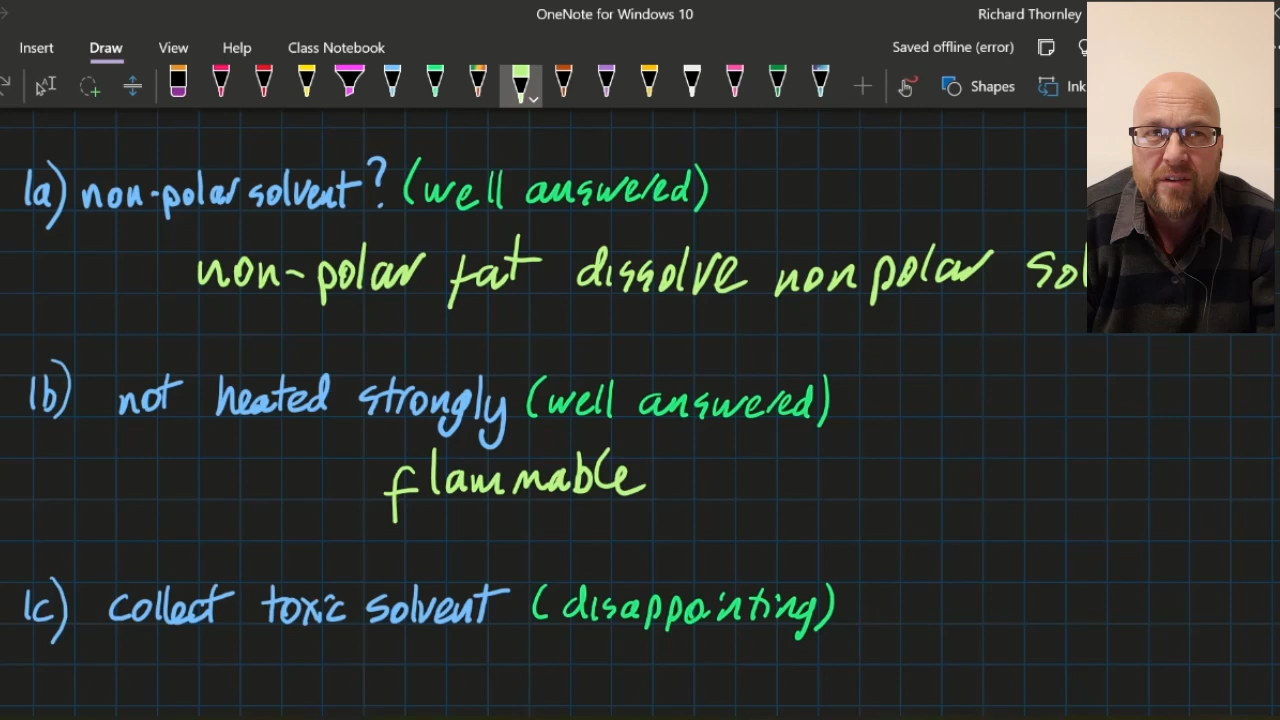 OneNote for Windows 10
Richard Thornley
Insert Draw View Help Class Notebook
Saved offline (error)
Shapes
Ink
1a) non-polar solvent? (well answered)
non-polar fat dissolve nonpolar sol
1b) not heated strongly (well answered)
flammable
1c) collect toxic solvent (disappointing)